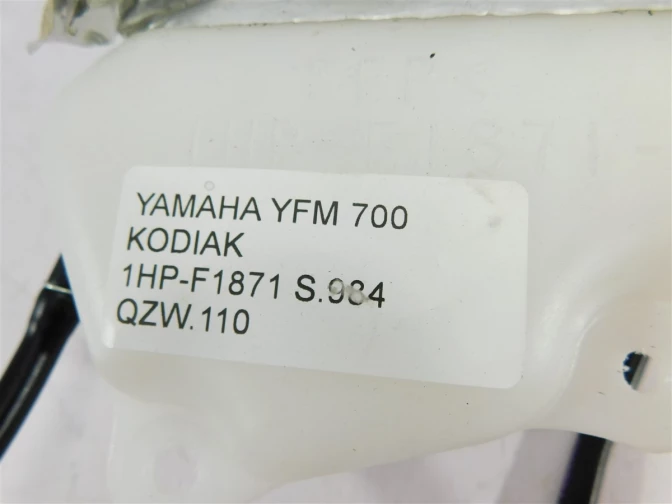 YAMAHA YFM 700
KODIAK
1HP-F1871 S.984
QZW.110